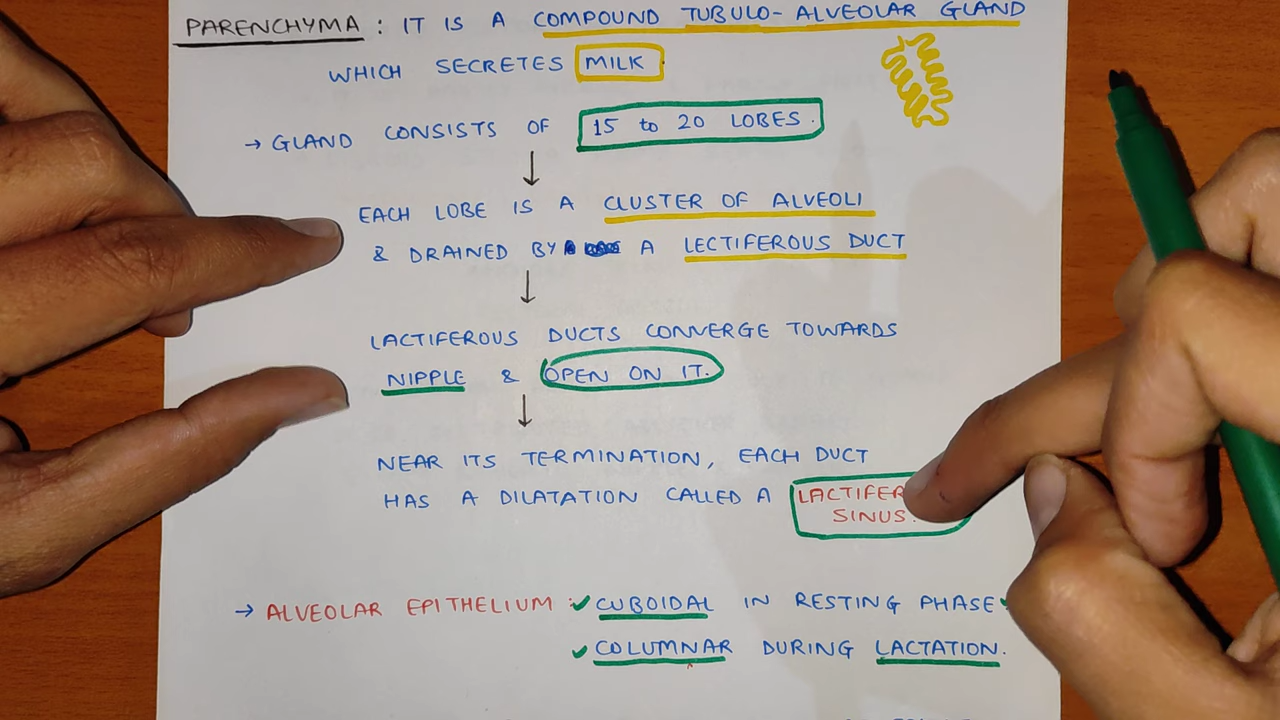 PARENCHYMA : IT IS A COMPOUND TUBULO-ALVEOLAR GLAND
WHICH SECRETES MILK.
→ GLAND CONSISTS OF 15 to 20 LOBES.
↓
EACH LOBE IS A CLUSTER OF ALVEOLI
& DRAINED BY A LECTIFEROUS DUCT
↓
LACTIFEROUS DUCTS CONVERGE TOWARDS
NIPPLE & OPEN ON IT.
↓
NEAR ITS TERMINATION, EACH DUCT
HAS A DILATATION CALLED A
SINUS.
→ ALVEOLAR EPITHELIUM : ✓ CUBOIDAL IN RESTING PHASE
✓ COLUMNAR DURING LACTATION.